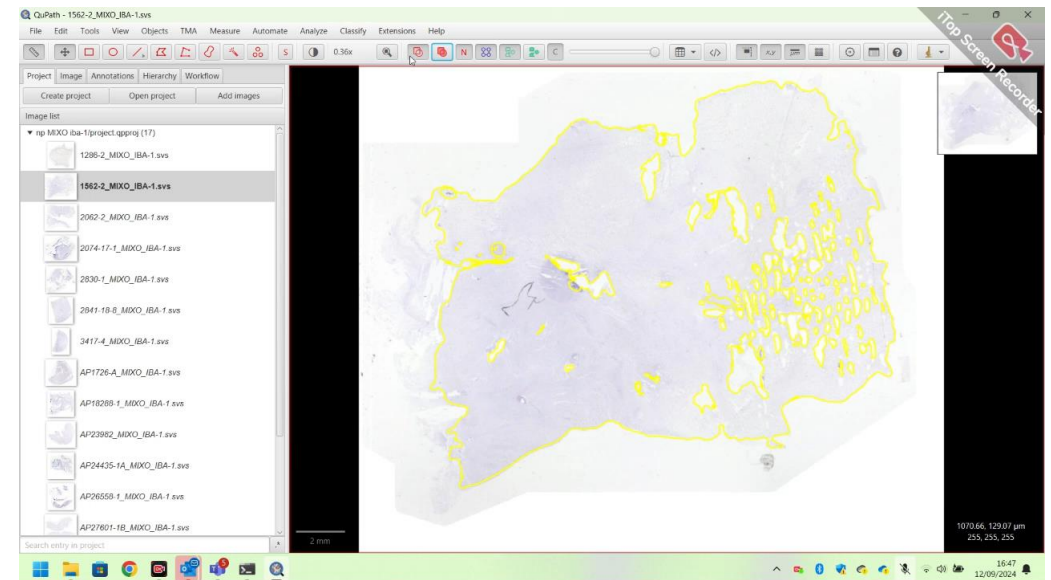 QuPath - 1562-2_MIXO_IBA-1.svs
File Edit Tools View Objects TMA Measure Automate Analyze Classify Extensions Help
S 0.36x N C x,y
iTop Screen Recorder
Project Image Annotations Hierarchy Workflow
Create project Open project Add images
Image list
np MIXO iba-1/project.qpproj (17)
1286-2_MIXO_IBA-1.svs
1562-2_MIXO_IBA-1.svs
2062-2_MIXO_IBA-1.svs
2074-17-1_MIXO_IBA-1.svs
2830-1_MIXO_IBA-1.svs
2841-18-8_MIXO_IBA-1.svs
3417-4_MIXO_IBA-1.svs
AP1726-A_MIXO_IBA-1.svs
AP18288-1_MIXO_IBA-1.svs
AP23982_MIXO_IBA-1.svs
AP24435-1A_MIXO_IBA-1.svs
AP26558-1_MIXO_IBA-1.svs
AP27601-1B_MIXO_IBA-1.svs
Search entry in project
2 mm
1070.66, 129.07 µm
255, 255, 255
16:47
12/09/2024